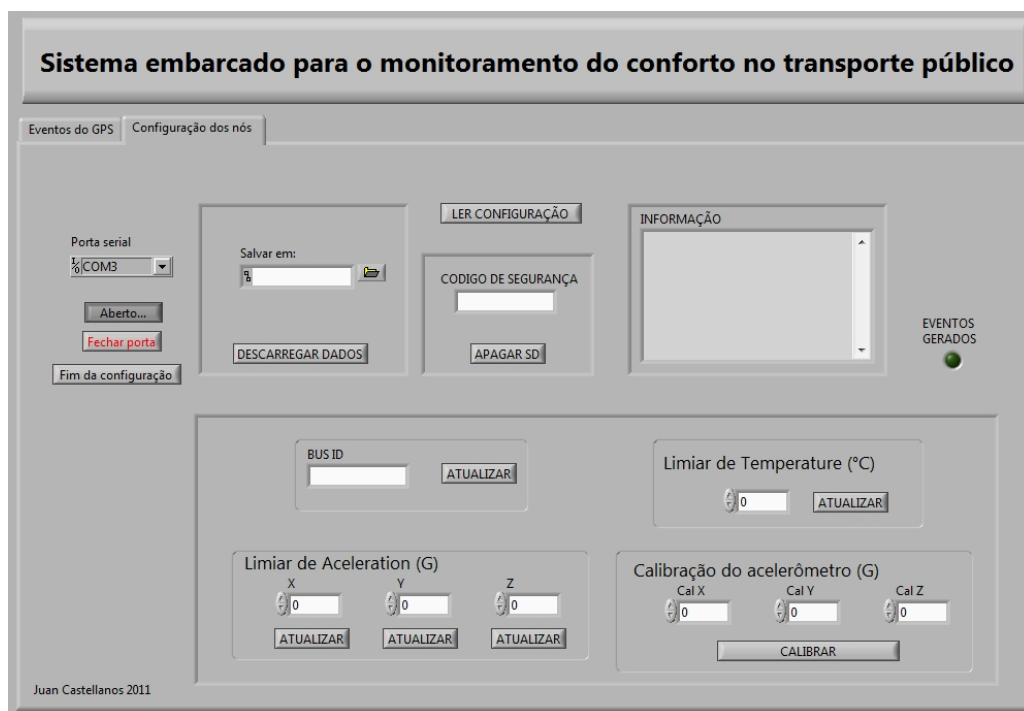 Sistema embarcado para o monitoramento do conforto no transporte público
Eventos do GPS
Configuração dos nós
Porta serial
COM3
Aberto...
Fechar porta
Fim da configuração
Salvar em:
DESCARREGAR DADOS
LER CONFIGURAÇÃO
CODIGO DE SEGURANÇA
APAGAR SD
INFORMAÇÃO
EVENTOS
GERADOS
BUS ID
ATUALIZAR
Limiar de Temperature (°C)
0
ATUALIZAR
Limiar de Aceleration (G)
X Y Z
0 0 0
ATUALIZAR ATUALIZAR ATUALIZAR
Calibração do acelerômetro (G)
Cal X Cal Y Cal Z
0 0 0
CALIBRAR
Juan Castellanos 2011